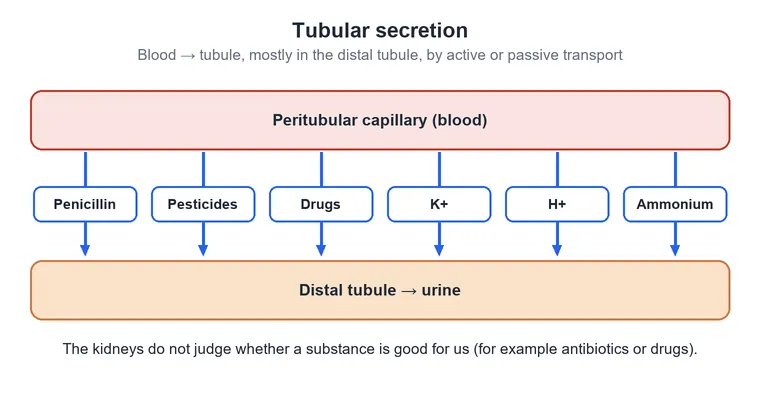 Tubular secretion
Blood → tubule, mostly in the distal tubule, by active or passive transport
Peritubular capillary (blood)
Penicillin
Pesticides
Drugs
K+
H+
Ammonium
Distal tubule → urine
The kidneys do not judge whether a substance is good for us (for example antibiotics or drugs).